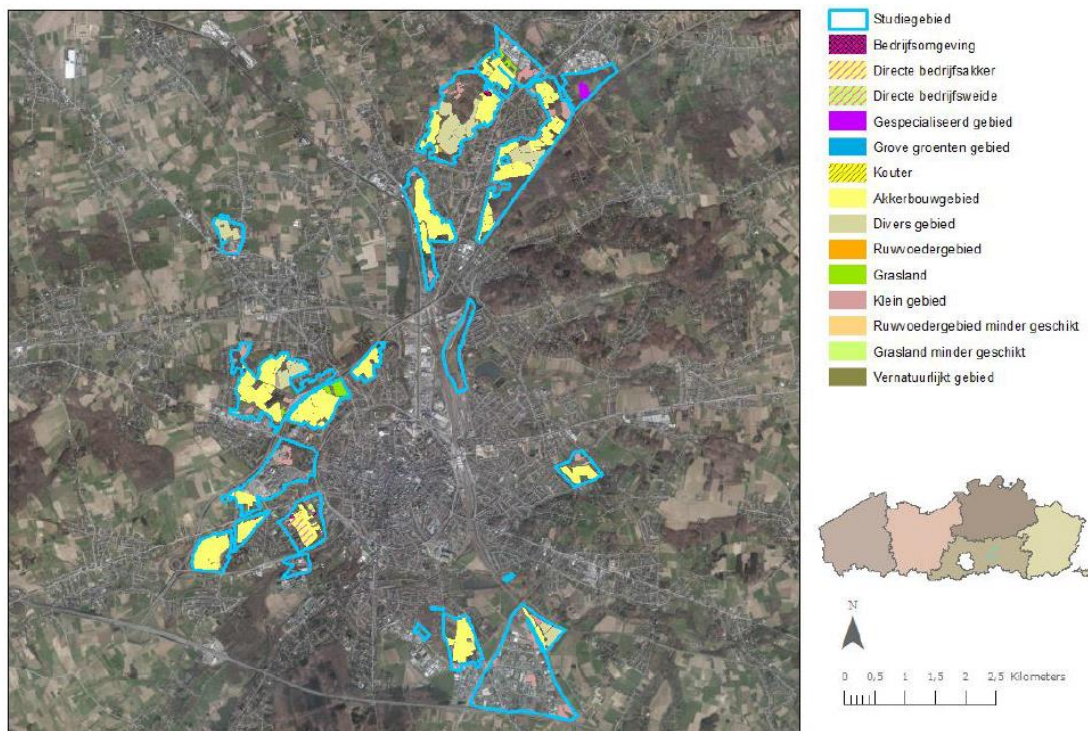 Studiegebied
Bedrijfsomgeving
Directe bedrijfsakker
Directe bedrijfsweide
Gespecialiseerd gebied
Grove groenten gebied
Kouter
Akkerbouwgebied
Divers gebied
Ruwvoedergebied
Grasland
Klein gebied
Ruwvoedergebied minder geschikt
Grasland minder geschikt
Vernatuurlijkt gebied
N
0 0,5 1 1,5 2 2,5 Kilometers